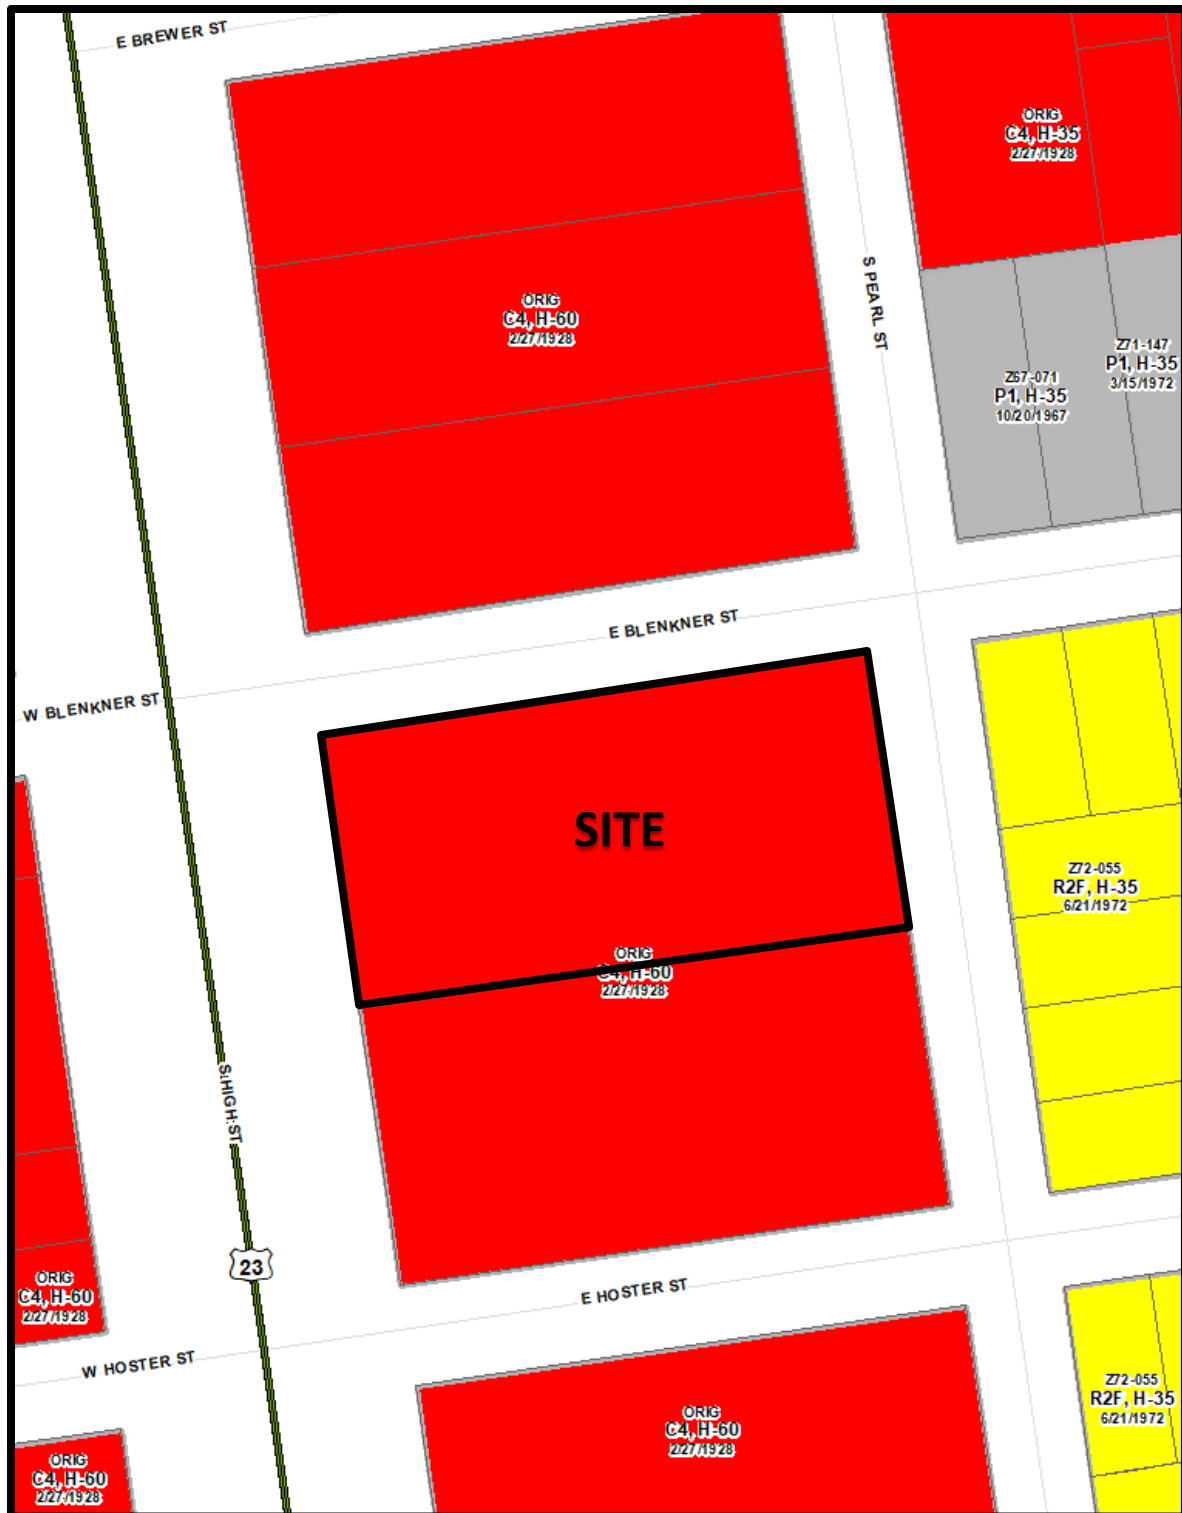 E BREWER ST
ORIG
C4, H-35
2/27/1928
S PEARL ST
ORIG
C4, H-60
2/27/1928
Z71-147
P1, H-35
3/15/1972
Z67-071
P1, H-35
10/20/1967
E BLENKNER ST
W BLENKNER ST
SITE
Z72-055
R2F, H-35
6/21/1972
ORIG
C4, H-60
2/27/1928
S HIGH ST
23
ORIG
C4, H-60
2/27/1928
E HOSTER ST
W HOSTER ST
Z72-055
R2F, H-35
6/21/1972
ORIG
C4, H-60
2/27/1928
ORIG
C4, H-60
2/27/1928